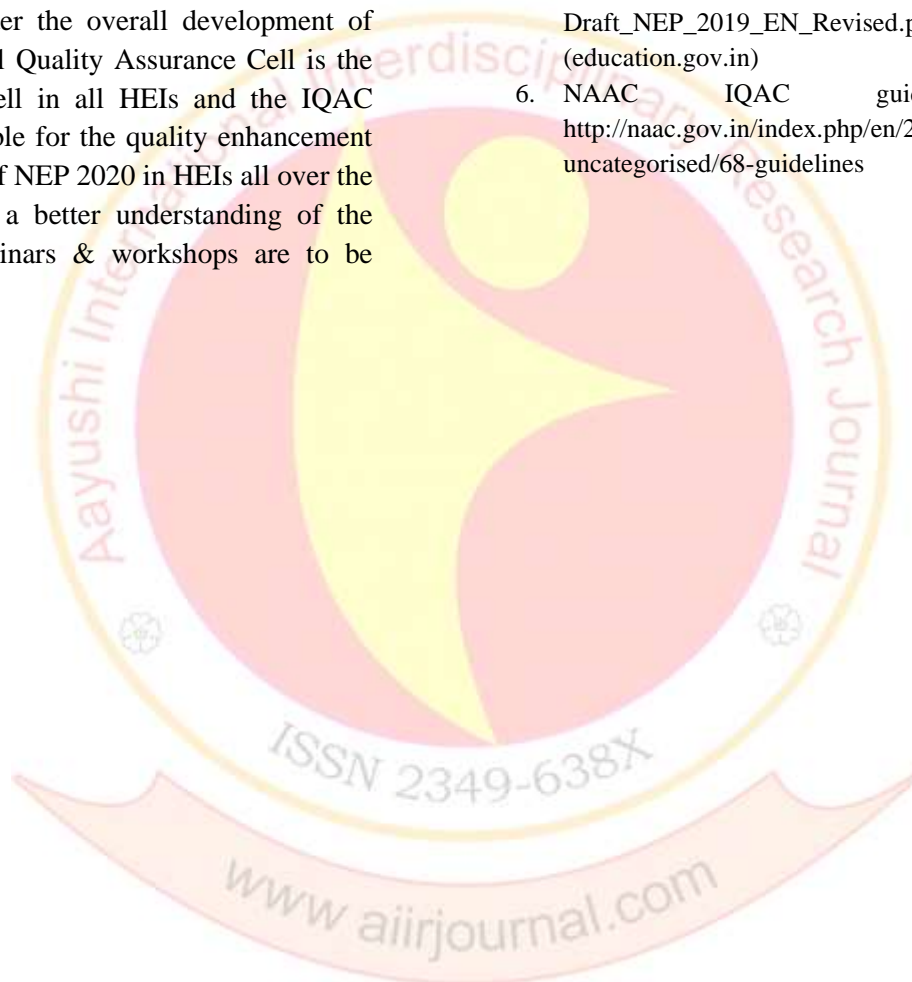 er the overall development of
l Quality Assurance Cell is the
ell in all HEIs and the IQAC
ble for the quality enhancement
f NEP 2020 in HEIs all over the
a better understanding of the
inars & workshops are to be
Draft_NEP_2019_EN_Revised.p
(education.gov.in)
6. NAAC IQAC guid
http://naac.gov.in/index.php/en/2
uncategorised/68-guidelines
Aayushi International Interdisciplinary Research Journal
ISSN 2349-638X
www aiirjournal.com